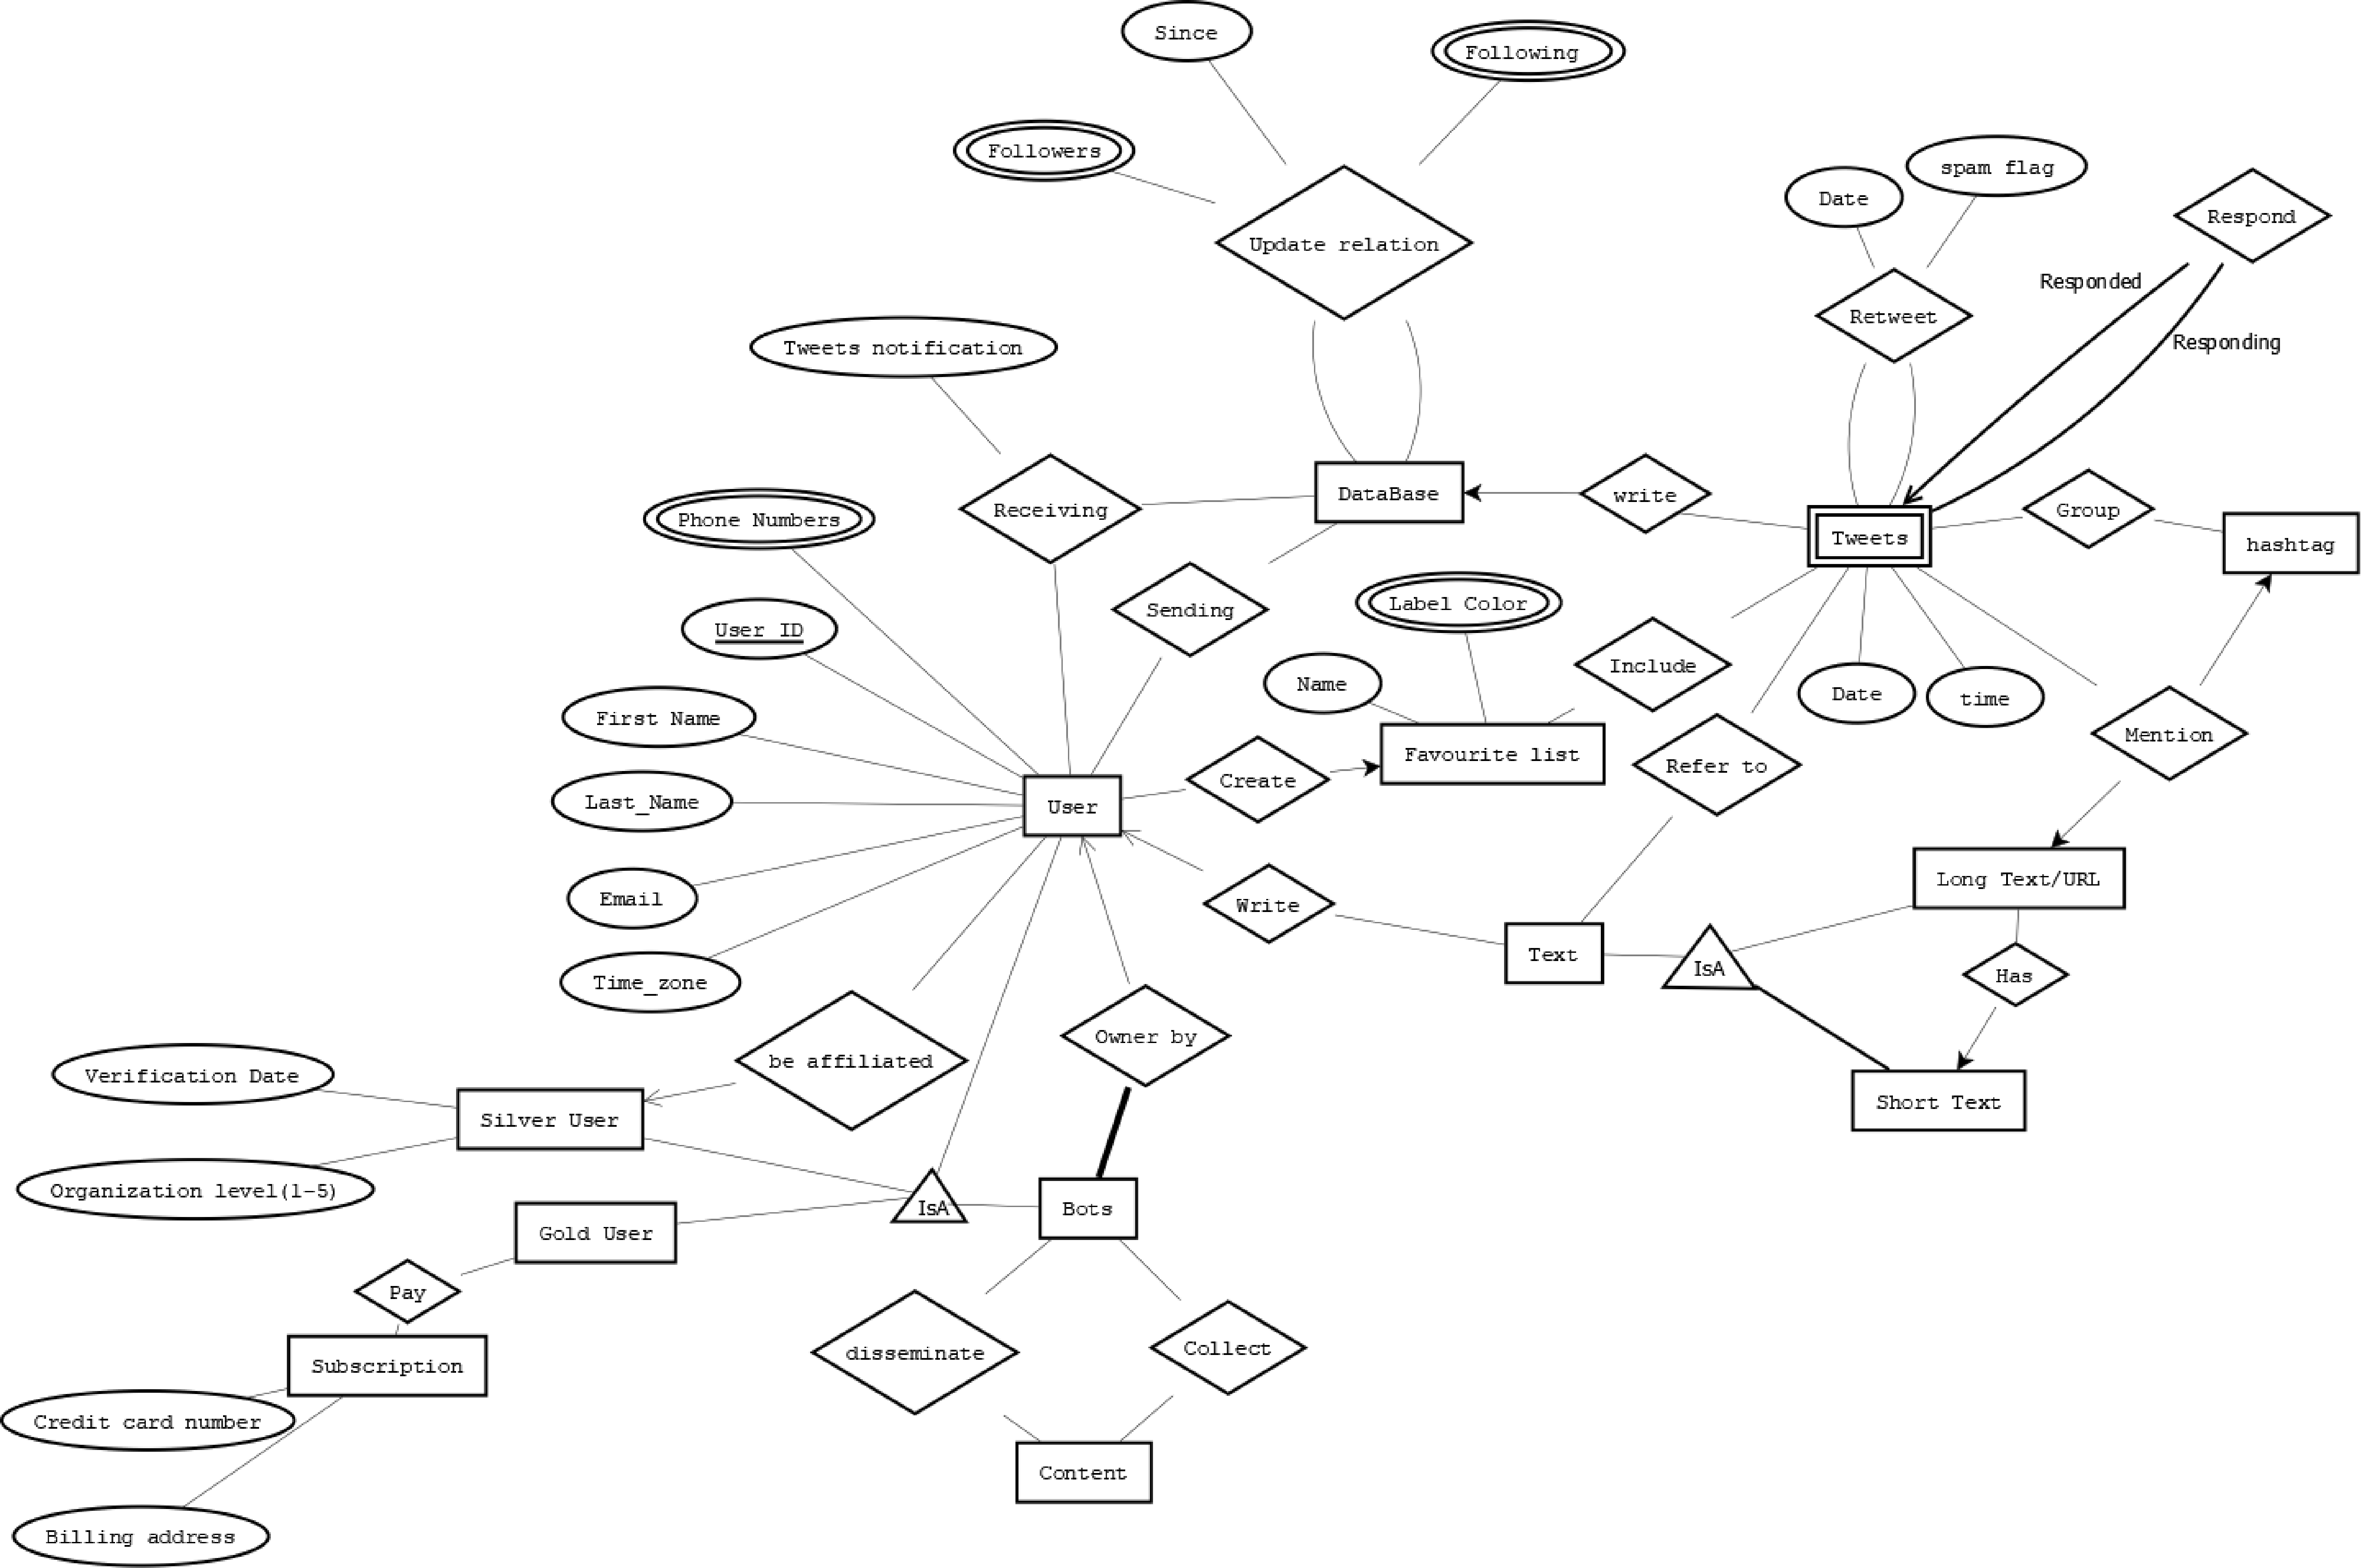 Since
Following
Followers
spam flag
Date
Respond
Update relation
Responded
Retweet
Responding
Tweets notification
DataBase
write
Receiving
Group
Phone Numbers
Tweets
hashtag
Label Color
Sending
User ID
Include
Name
Date
time
First Name
Mention
Favourite list
Refer to
Create
Last_Name
User
Long Text/URL
Email
Write
Text
IsA
Has
Time_zone
Owner by
be affiliated
Verification Date
Short Text
Silver User
Organization level(1-5)
IsA
Bots
Gold User
Pay
Collect
disseminate
Subscription
Credit card number
Content
Billing address